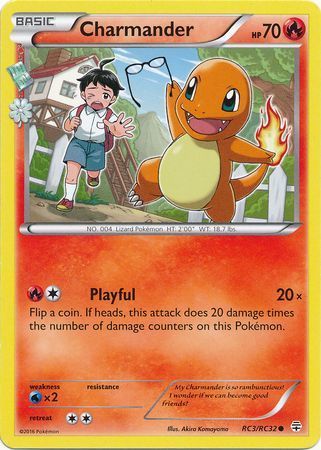 BASIC
Charmander HP 70
NO. 004 Lizard Pokémon HT: 2'00" WT: 18.7 lbs.
Playful 20×
Flip a coin. If heads, this attack does 20 damage times
the number of damage counters on this Pokémon.
weakness resistance
×2
retreat
My Charmander is so rambunctious!
I wonder if we can become good
friends!
©2016 Pokémon Illus. Akira Komayama RC3/RC32